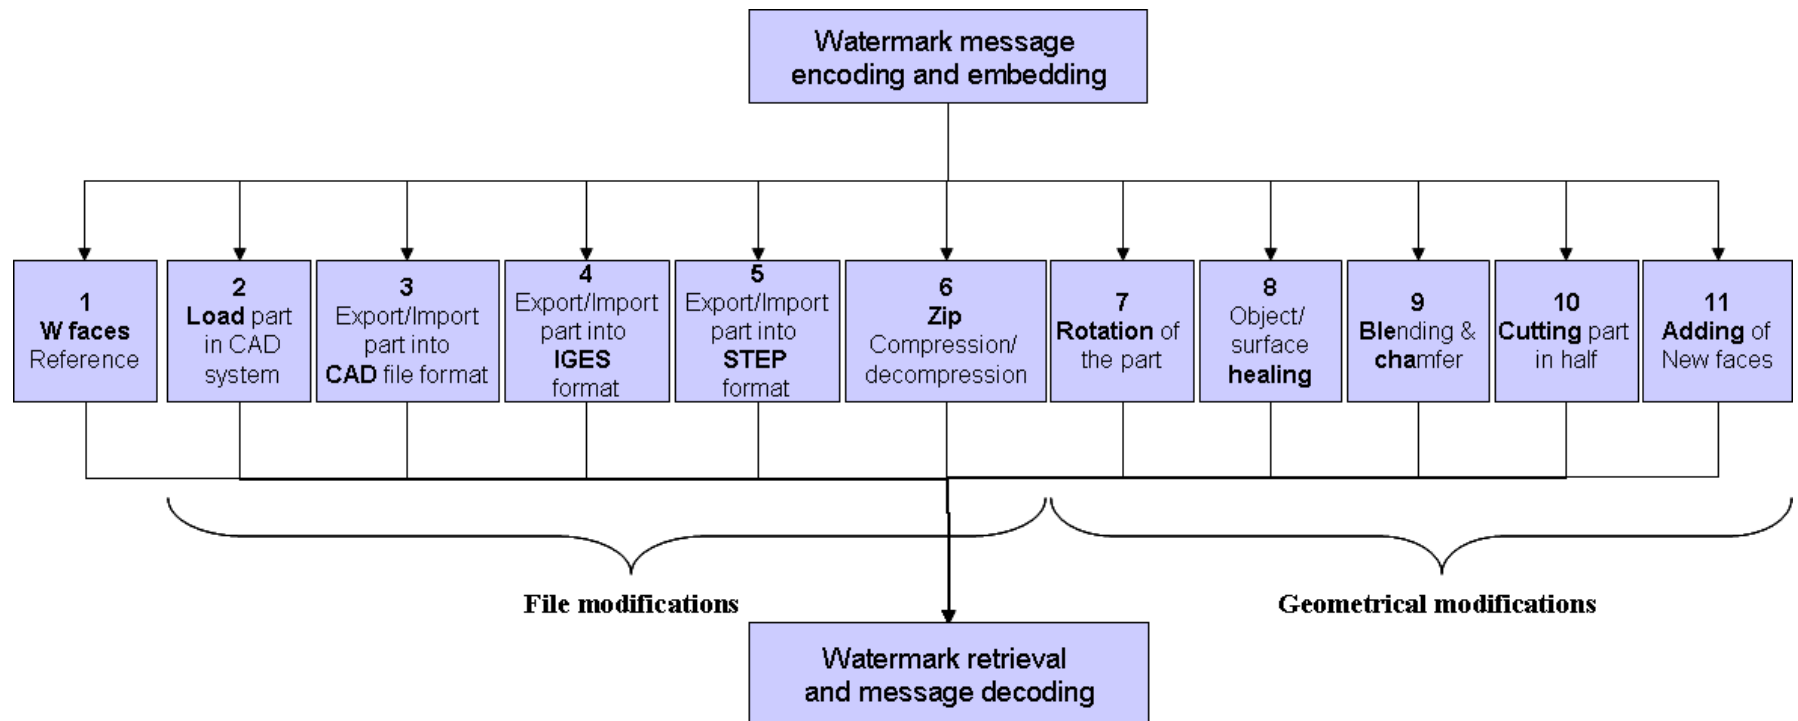 Watermark message
encoding and embedding
1
W faces
Reference
2
Load part
in CAD
system
3
Export/Import
part into
CAD file format
4
Export/Import
part into
IGES
format
5
Export/Import
part into
STEP
format
6
Zip
Compression/
decompression
7
Rotation of
the part
8
Object/
surface
healing
9
Blending &
chamfer
10
Cutting part
in half
11
Adding of
New faces
File modifications
Geometrical modifications
Watermark retrieval
and message decoding